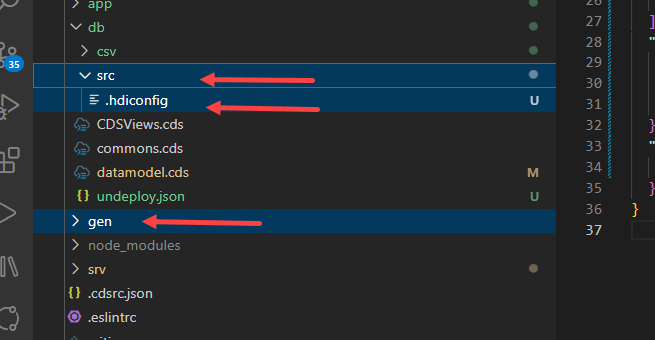 app
db
csv
35
src
.hdiconfig U
CDSViews.cds
commons.cds
datamodel.cds M
undeploy.json U
gen
node_modules
srv
.cdsrc.json
.eslintrc
27 ]
28 "
29
30
31
32 }
33 "
34
35 }
36 }
37